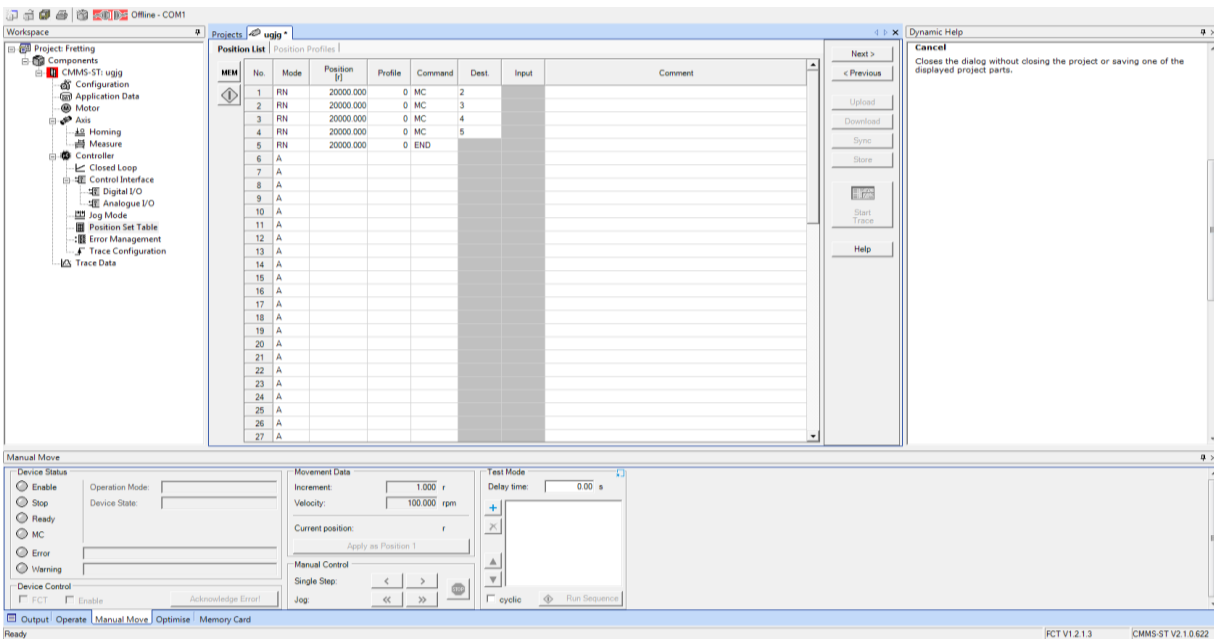 Offline - COM1
Workspace
Project: Fretting
Components
CMMS-ST: ugjg
Configuration
Application Data
Motor
Axis
Homing
Measure
Controller
Closed Loop
Control Interface
Digital I/O
Analogue I/O
Jog Mode
Position Set Table
Error Management
Trace Configuration
Trace Data
Projects ugjg *
Position List Position Profiles
MEM No. Mode Position [r] Profile Command Dest. Input Comment
1 RN 20000.000 0 MC 2
2 RN 20000.000 0 MC 3
3 RN 20000.000 0 MC 4
4 RN 20000.000 0 MC 5
5 RN 20000.000 0 END
6 A
7 A
8 A
9 A
10 A
11 A
12 A
13 A
14 A
15 A
16 A
17 A
18 A
19 A
20 A
21 A
22 A
23 A
24 A
25 A
26 A
27 A
Next >
< Previous
Upload
Download
Sync
Store
Start
Trace
Help
Dynamic Help
Cancel
Closes the dialog without closing the project or saving one of the
displayed project parts.
Manual Move
Device Status
Enable Operation Mode:
Stop Device State:
Ready
MC
Error
Warning
Device Control
FCT Enable Acknowledge Error!
Movement Data
Increment: 1.000 r
Velocity: 100.000 rpm
Current position: r
Apply as Position 1
Manual Control
Single Step: < >
Jog: << >>
Test Mode
Delay time: 0.00 s
cyclic Run Sequence
Output Operate Manual Move Optimise Memory Card
Ready FCT V1.2.1.3 CMMS-ST V2.1.0.622